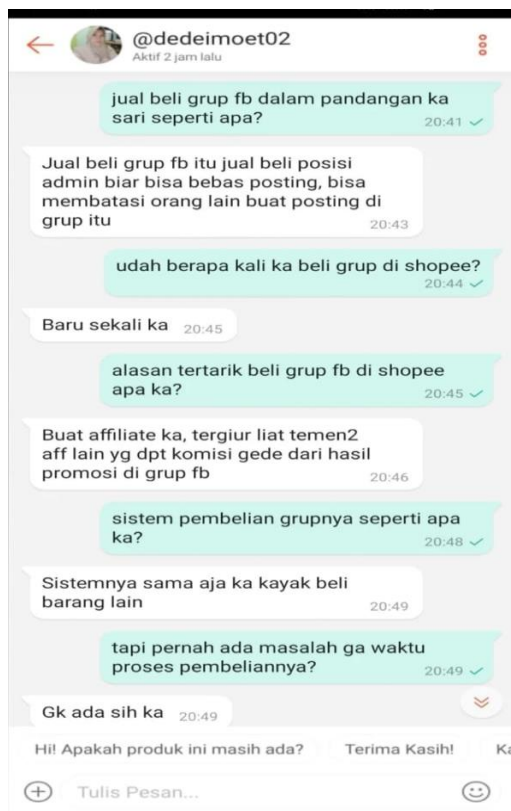 @dedeimoet02
Aktif 2 jam lalu
jual beli grup fb dalam pandangan ka
sari seperti apa?
20:41
Jual beli grup fb itu jual beli posisi
admin biar bisa bebas posting, bisa
membatasi orang lain buat posting di
grup itu
20:43
udah berapa kali ka beli grup di shopee?
20:44
Baru sekali ka 20:45
alasan tertarik beli grup fb di shopee
apa ka?
20:45
Buat affiliate ka, tergiur liat temen2
aff lain yg dpt komisi gede dari hasil
promosi di grup fb
20:46
sistem pembelian grupnya seperti apa
ka?
20:48
Sistemnya sama aja ka kayak beli
barang lain
20:49
tapi pernah ada masalah ga waktu
proses pembeliannya?
20:49
Gk ada sih ka 20:49
Hi! Apakah produk ini masih ada? Terima Kasih!
Tulis Pesan...